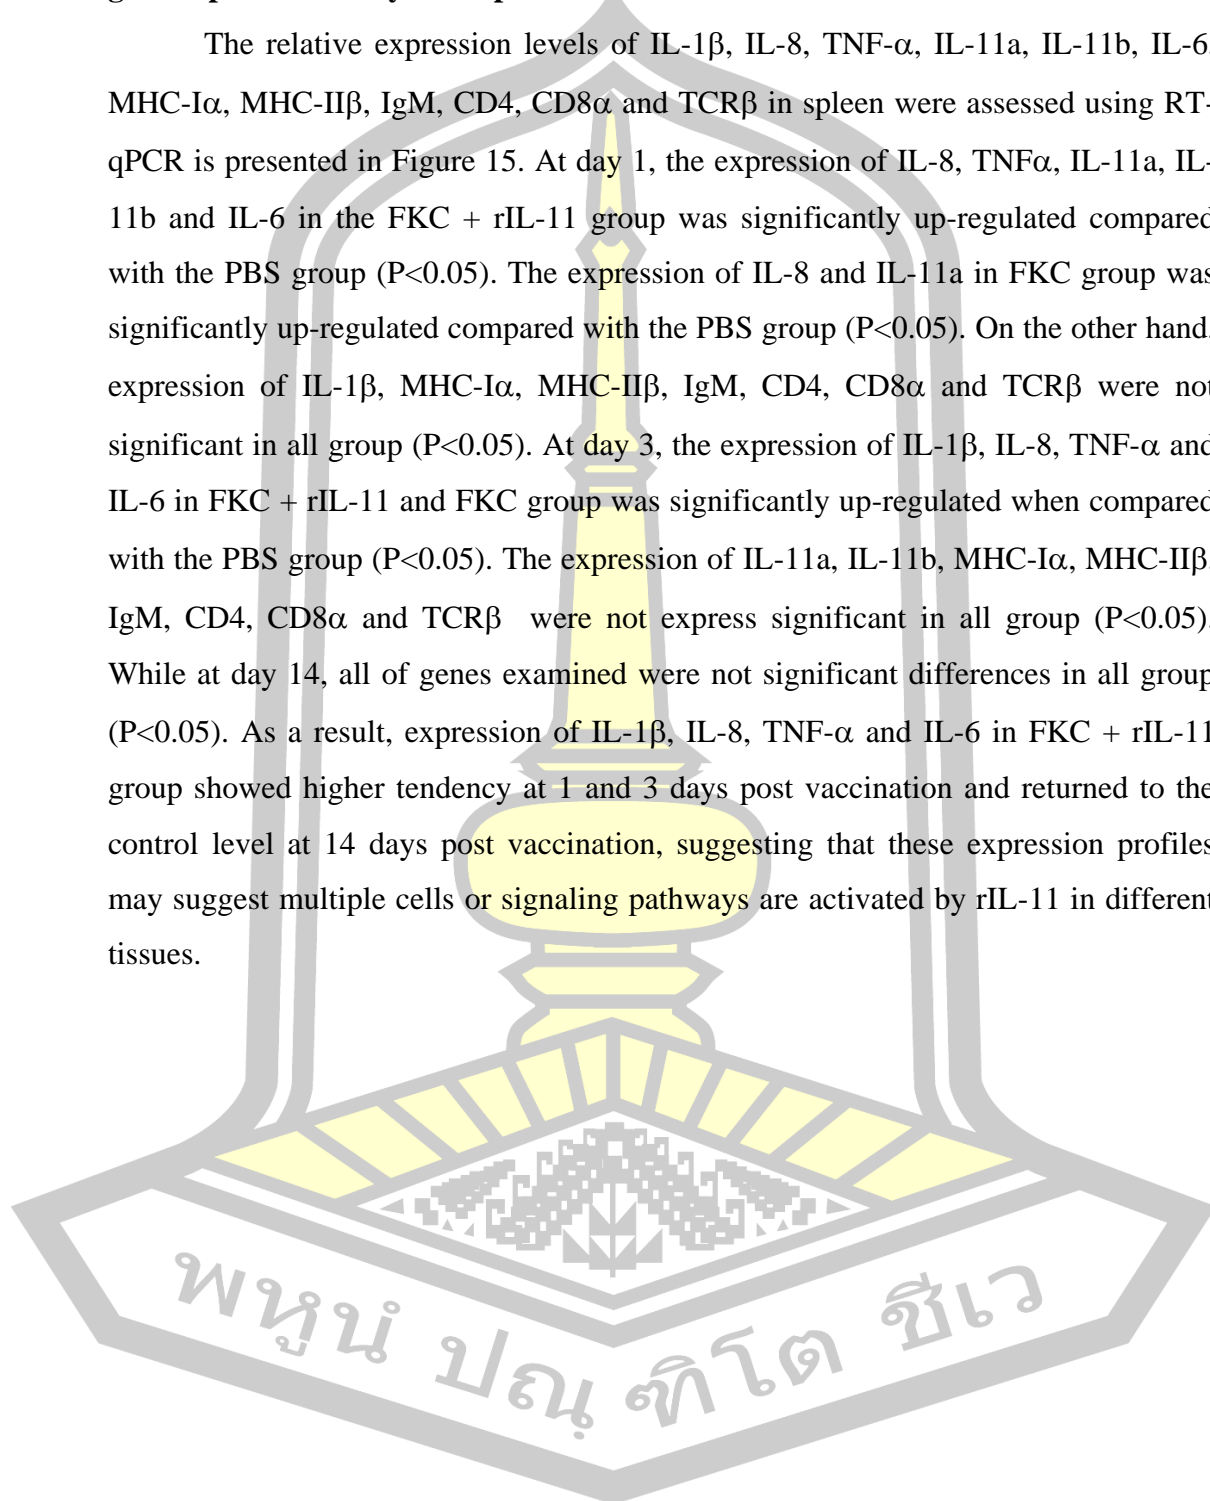 The relative expression levels of IL-1β, IL-8, TNF-α, IL-11a, IL-11b, IL-6,
MHC-Iα, MHC-IIβ, IgM, CD4, CD8α and TCRβ in spleen were assessed using RT-
qPCR is presented in Figure 15. At day 1, the expression of IL-8, TNFα, IL-11a, IL-
11b and IL-6 in the FKC + rIL-11 group was significantly up-regulated compared
with the PBS group (P<0.05). The expression of IL-8 and IL-11a in FKC group was
significantly up-regulated compared with the PBS group (P<0.05). On the other hand,
expression of IL-1β, MHC-Iα, MHC-IIβ, IgM, CD4, CD8α and TCRβ were not
significant in all group (P<0.05). At day 3, the expression of IL-1β, IL-8, TNF-α and
IL-6 in FKC + rIL-11 and FKC group was significantly up-regulated when compared
with the PBS group (P<0.05). The expression of IL-11a, IL-11b, MHC-Iα, MHC-IIβ,
IgM, CD4, CD8α and TCRβ were not express significant in all group (P<0.05).
While at day 14, all of genes examined were not significant differences in all group
(P<0.05). As a result, expression of IL-1β, IL-8, TNF-α and IL-6 in FKC + rIL-11
group showed higher tendency at 1 and 3 days post vaccination and returned to the
control level at 14 days post vaccination, suggesting that these expression profiles
may suggest multiple cells or signaling pathways are activated by rIL-11 in different
tissues.
พหูนํ ปณฺ ฑิโต ชีเว